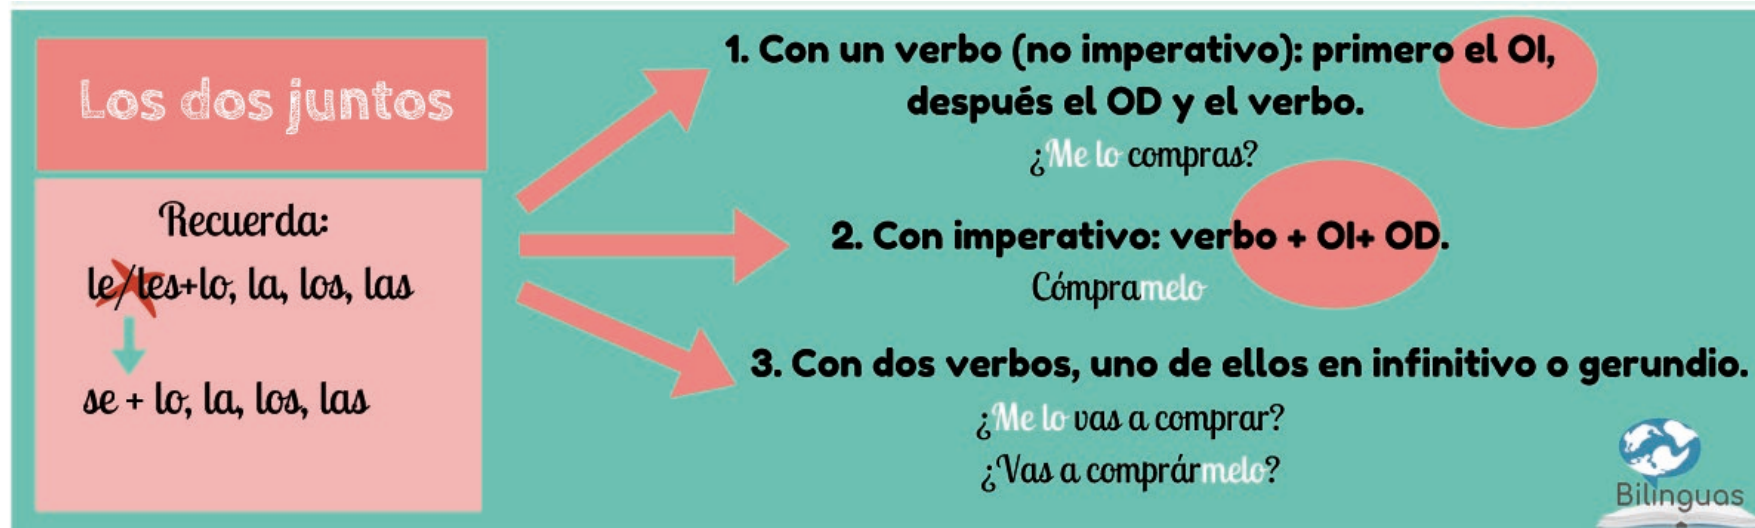 Los dos juntos
Recuerda:
le/les+lo, la, los, las
se + lo, la, los, las
1. Con un verbo (no imperativo): primero el OI,
después el OD y el verbo.
¿Me lo compras?
2. Con imperativo: verbo + OI+ OD.
Cómpramelo
3. Con dos verbos, uno de ellos en infinitivo o gerundio.
¿Me lo vas a comprar?
¿Vas a comprármelo?
Bilinguas